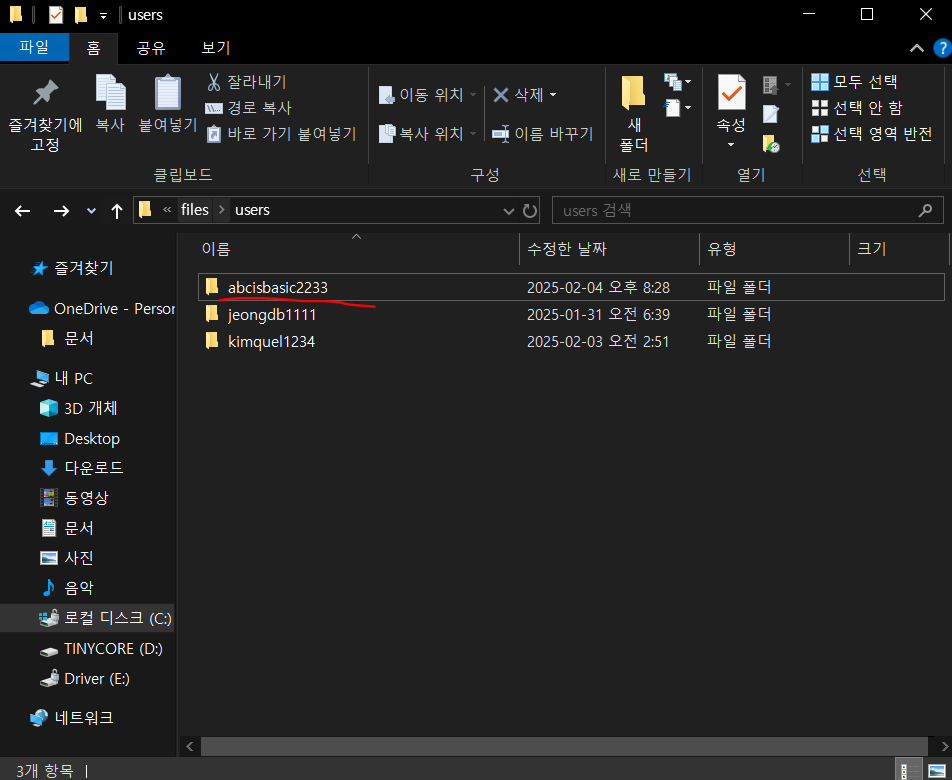 users
파일 홈 공유 보기
즐겨찾기에 고정
복사
붙여넣기
잘라내기
경로 복사
바로 가기 붙여넣기
클립보드
이동 위치
복사 위치
삭제
이름 바꾸기
구성
새 폴더
새로 만들기
속성
열기
모두 선택
선택 안 함
선택 영역 반전
선택
« files > users
users 검색
이름 수정한 날짜 유형 크기
abcisbasic2233 2025-02-04 오후 8:28 파일 폴더
jeongdb1111 2025-01-31 오전 6:39 파일 폴더
kimquel1234 2025-02-03 오전 2:51 파일 폴더
즐겨찾기
OneDrive - Persor
문서
내 PC
3D 개체
Desktop
다운로드
동영상
문서
사진
음악
로컬 디스크 (C:)
TINYCORE (D:)
Driver (E:)
네트워크
3개 항목